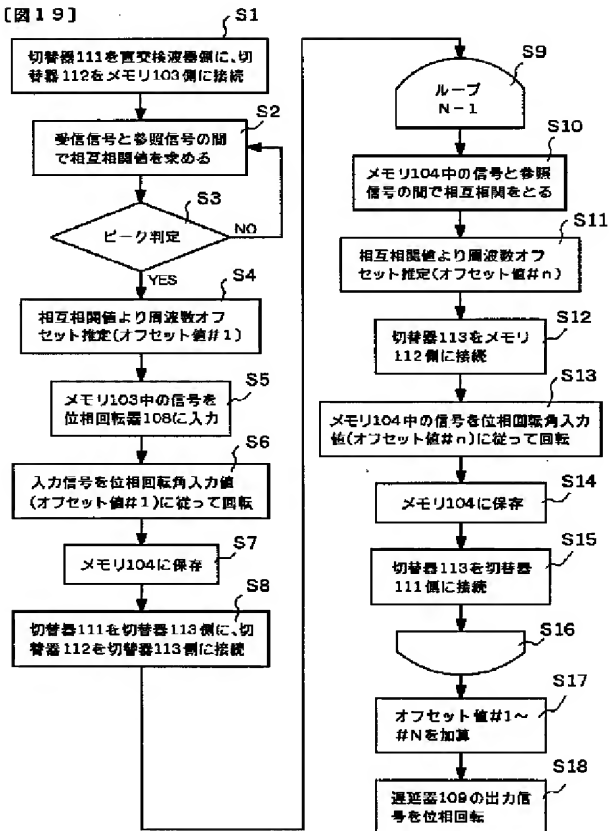 [図19]
S1
切替器111を直交検波器側に、切
替器112をメモリ103側に接続
S2
受信信号と参照信号の間
で相互相関値を求める
S3
ピーク判定
NO
YES
S4
相互相関値より周波数オフ
セット推定(オフセット値#1)
S5
メモリ103中の信号を
位相回転器108に入力
S6
入力信号を位相回転角入力値
(オフセット値#1)に従って回転
S7
メモリ104に保存
S8
切替器111を切替器113側に、切
替器112を切替器113側に接続
S9
ループ
N-1
S10
メモリ104中の信号と参照
信号の間で相互相関をとる
S11
相互相関値より周波数オフ
セット推定(オフセット値#n)
S12
切替器113をメモリ
112側に接続
S13
メモリ104中の信号を位相回転角入力
値(オフセット値#n)に従って回転
S14
メモリ104に保存
S15
切替器113を切替器
111側に接続
S16
S17
オフセット値#1～
#Nを加算
S18
遅延器109の出力信
号を位相回転